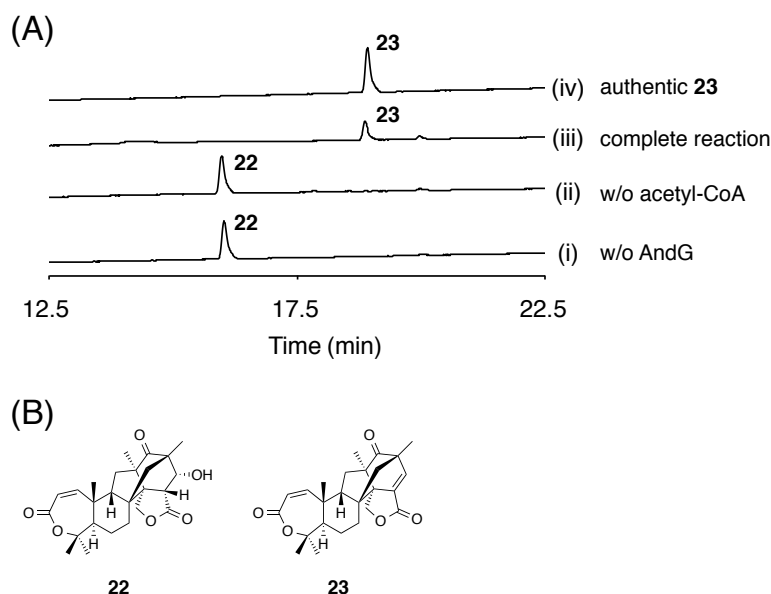 (A)
23
(iv) authentic 23
23
(iii) complete reaction
22
(ii) w/o acetyl-CoA
22
(i) w/o AndG
12.5 17.5 22.5
Time (min)
(B)
O O
OH
H H
O O O O O O
H H
22 23